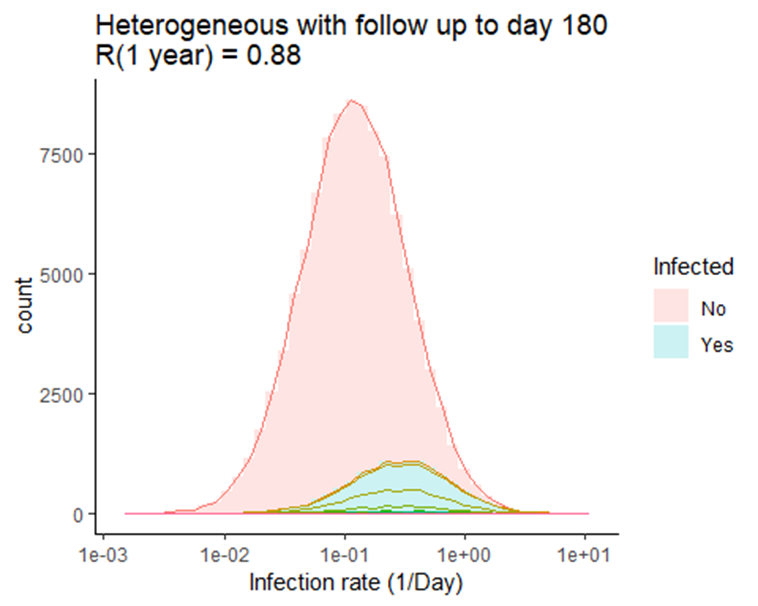 Heterogeneous with follow up to day 180
R(1 year) = 0.88
7500
5000
2500
0
count
1e-03 1e-02 1e-01 1e+00 1e+01
Infection rate (1/Day)
Infected
No
Yes